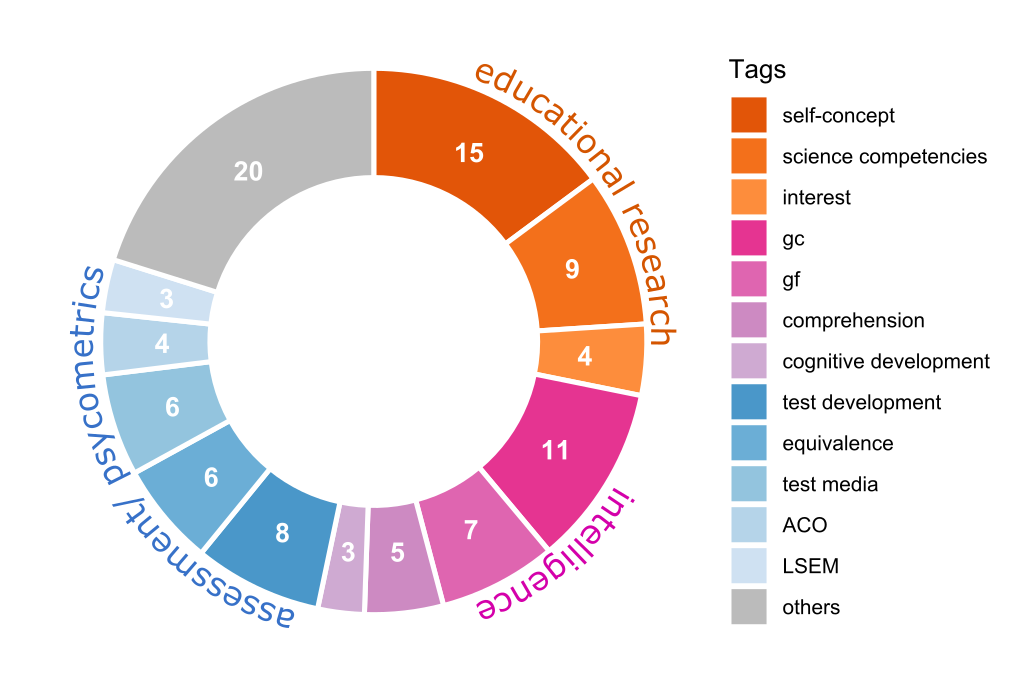 educational research
intelligence
assessment/ psycometrics
15
9
4
11
7
5
3
8
6
6
4
3
20
Tags
self-concept
science competencies
interest
gc
gf
comprehension
cognitive development
test development
equivalence
test media
ACO
LSEM
others